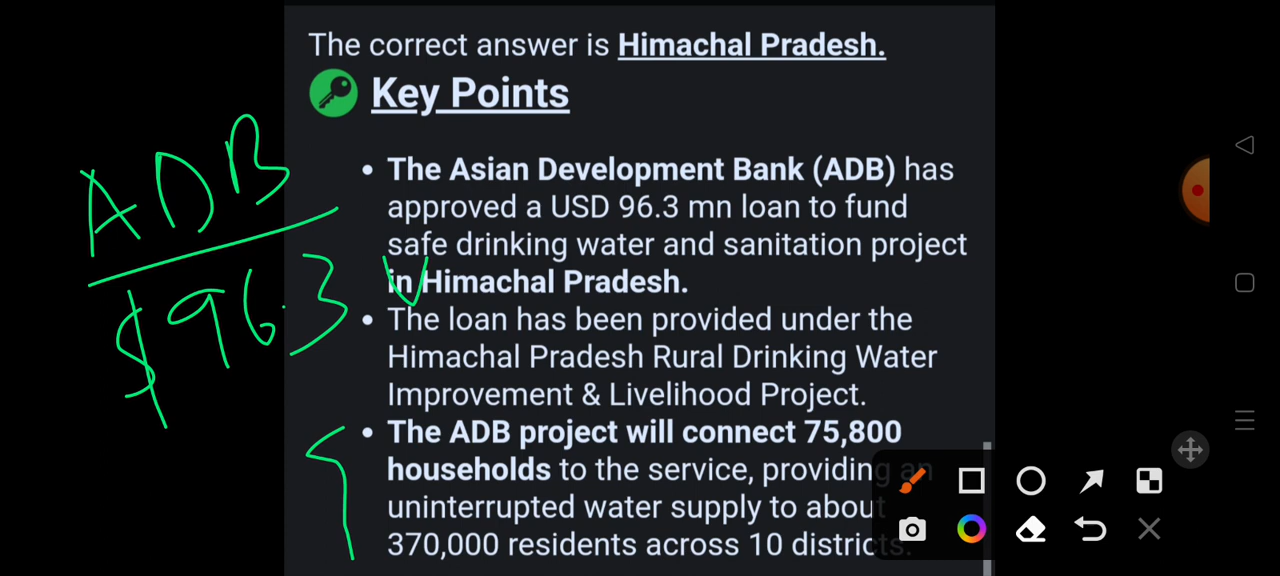 The correct answer is Himachal Pradesh.
Key Points
ADB
$96.3
• The Asian Development Bank (ADB) has
approved a USD 96.3 mn loan to fund
safe drinking water and sanitation project
in Himachal Pradesh.
• The loan has been provided under the
Himachal Pradesh Rural Drinking Water
Improvement & Livelihood Project.
• The ADB project will connect 75,800
households to the service, providing an
uninterrupted water supply to about
370,000 residents across 10 districts.